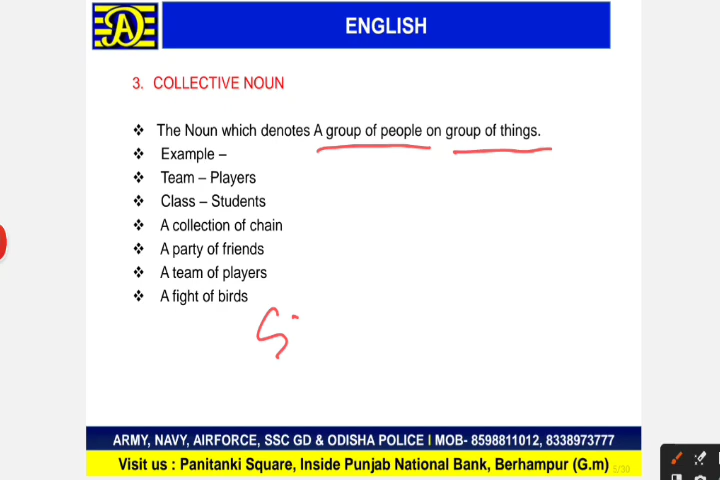 ENGLISH
3. COLLECTIVE NOUN
❖ The Noun which denotes A group of people on group of things.
❖ Example –
❖ Team – Players
❖ Class – Students
❖ A collection of chain
❖ A party of friends
❖ A team of players
❖ A fight of birds
ARMY, NAVY, AIRFORCE, SSC GD & ODISHA POLICE I MOB- 8598811012, 8338973777
Visit us : Panitanki Square, Inside Punjab National Bank, Berhampur (G.m) 5/30